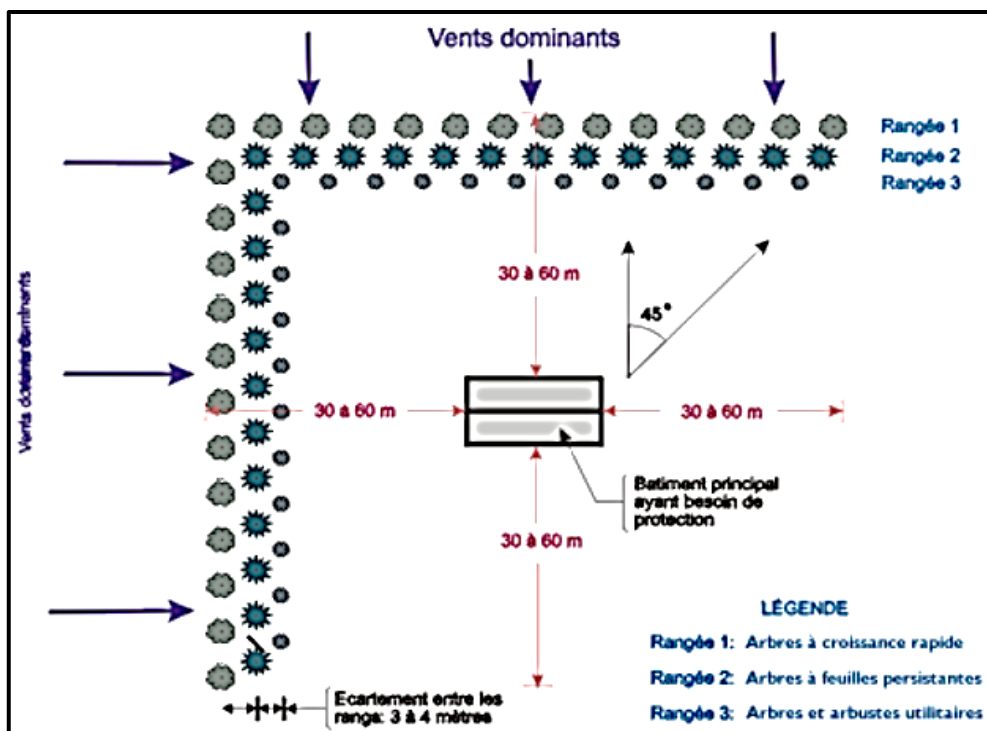 Vents dominants
Rangée 1
Rangée 2
Rangée 3
30 à 60 m
45°
Vents dominants
30 à 60 m
30 à 60 m
Batiment principal
ayant besoin de
protection
30 à 60 m
LÉGENDE
Rangée 1: Arbres à croissance rapide
Rangée 2: Arbres à feuilles persistantes
Rangée 3: Arbres et arbustes utilitaires
Ecartement entre les
rangs: 3 à 4 mètres